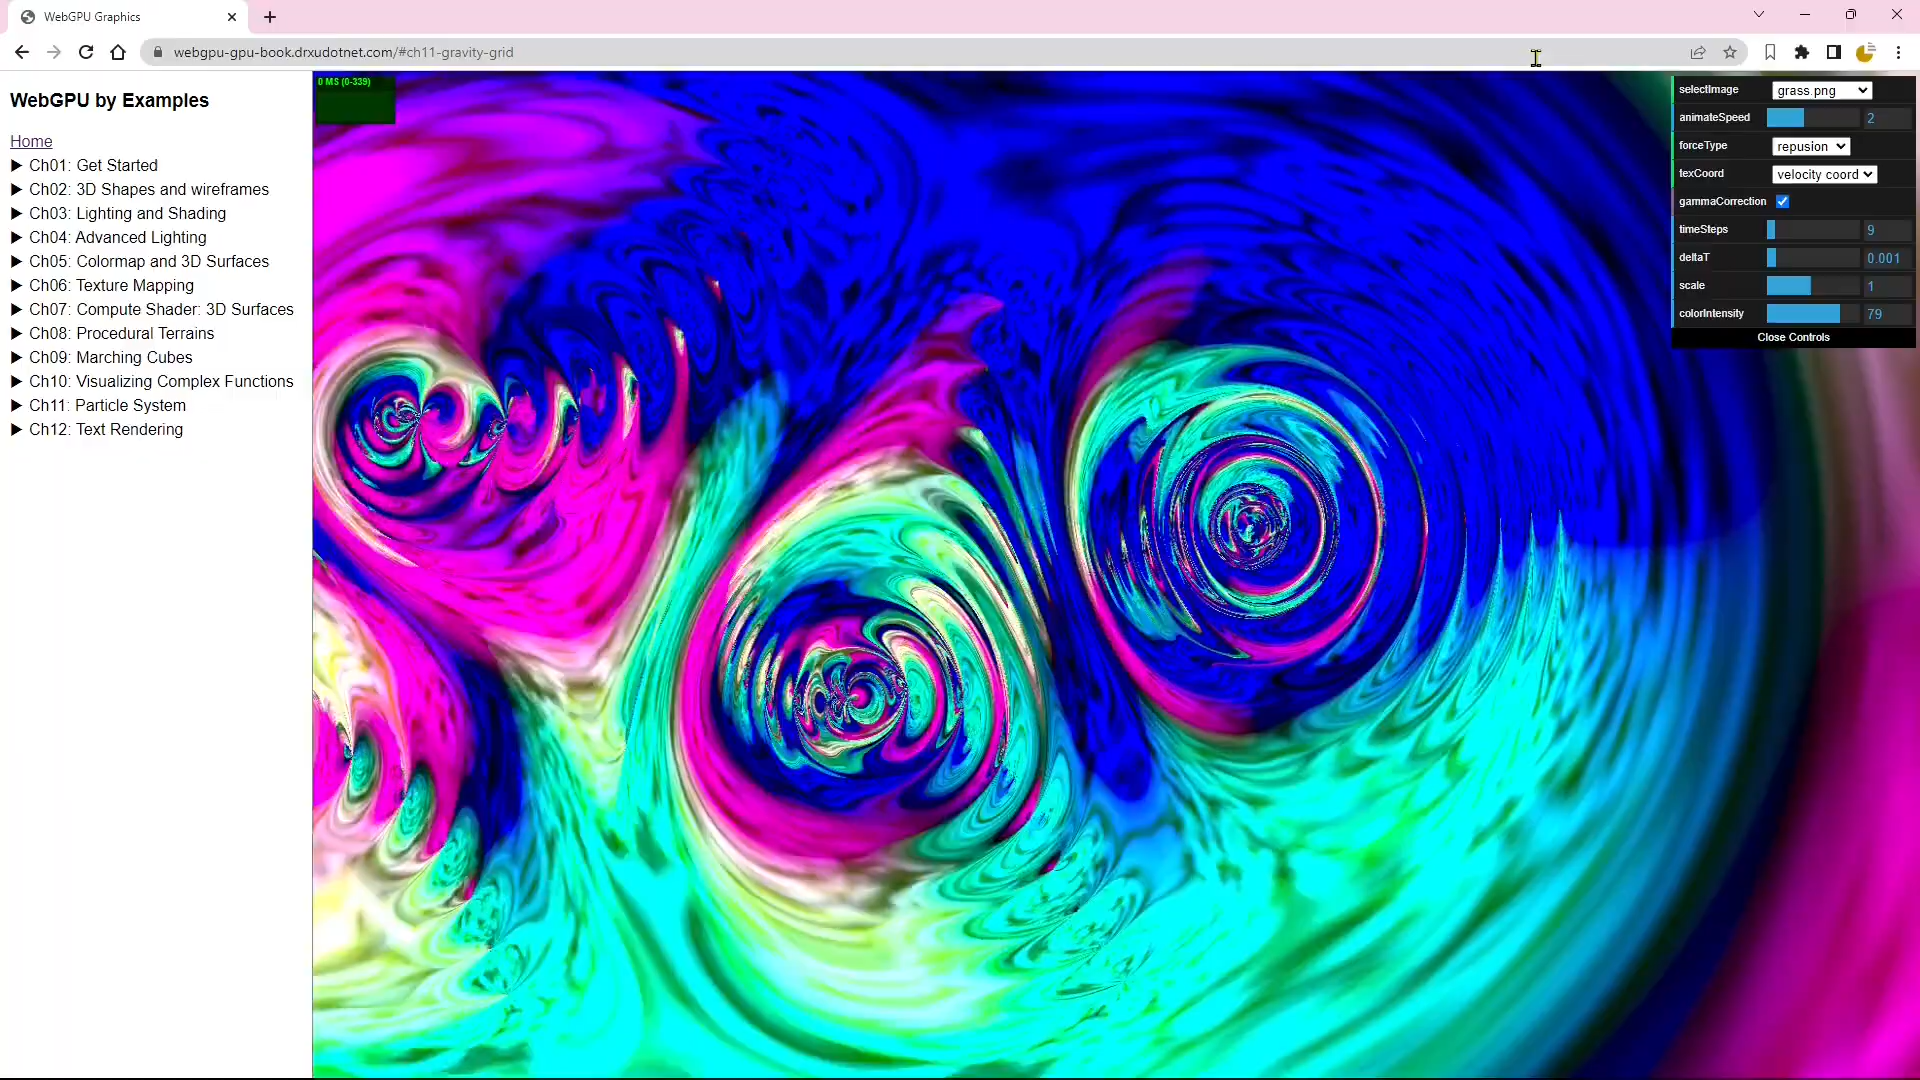 WebGPU Graphics
webgpu-gpu-book.drxudotnet.com/#ch11-gravity-grid
WebGPU by Examples
Home
Ch01: Get Started
Ch02: 3D Shapes and wireframes
Ch03: Lighting and Shading
Ch04: Advanced Lighting
Ch05: Colormap and 3D Surfaces
Ch06: Texture Mapping
Ch07: Compute Shader: 3D Surfaces
Ch08: Procedural Terrains
Ch09: Marching Cubes
Ch10: Visualizing Complex Functions
Ch11: Particle System
Ch12: Text Rendering
0 MS (0-339)
selectImage grass.png
animateSpeed 2
forceType repusion
texCoord velocity coord
gammaCorrection
timeSteps 9
deltaT 0.001
scale 1
colorIntensity 79
Close Controls